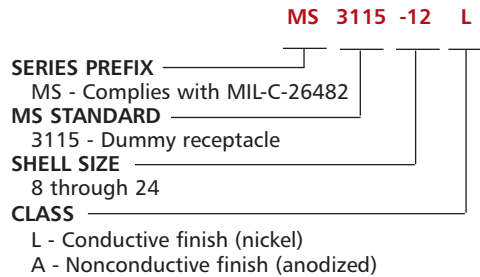 MS 3115 -12 L
SERIES PREFIX
MS - Complies with MIL-C-26482
MS STANDARD
3115 - Dummy receptacle
SHELL SIZE
8 through 24
CLASS
L - Conductive finish (nickel)
A - Nonconductive finish (anodized)